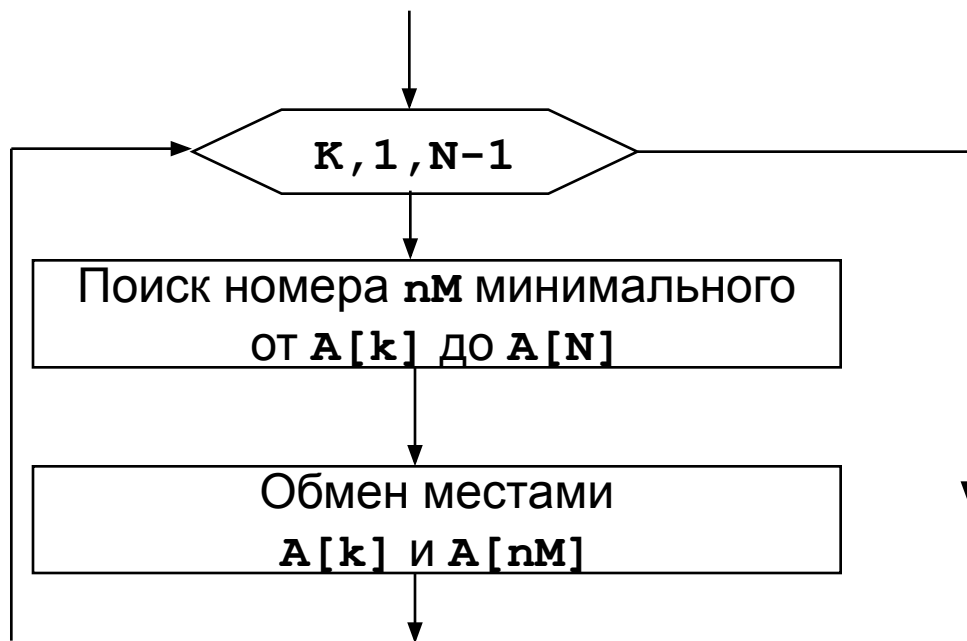 K,1,N-1
Поиск номера nM минимального
от A[k] до A[N]
Обмен местами
A[k] и A[nM]